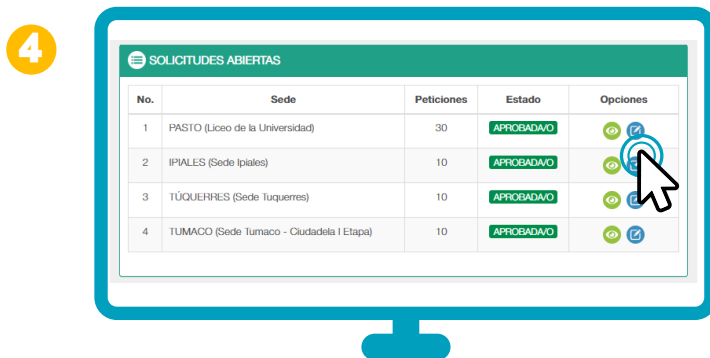 4
SOLICITUDES ABIERTAS
No. Sede Peticiones Estado Opciones
1 PASTO (Liceo de la Universidad) 30 APROBADA/O
2 IPIALES (Sede Ipiales) 10 APROBADA/O
3 TÚQUERRES (Sede Tuquerres) 10 APROBADA/O
4 TUMACO (Sede Tumaco - Ciudadela I Etapa) 10 APROBADA/O